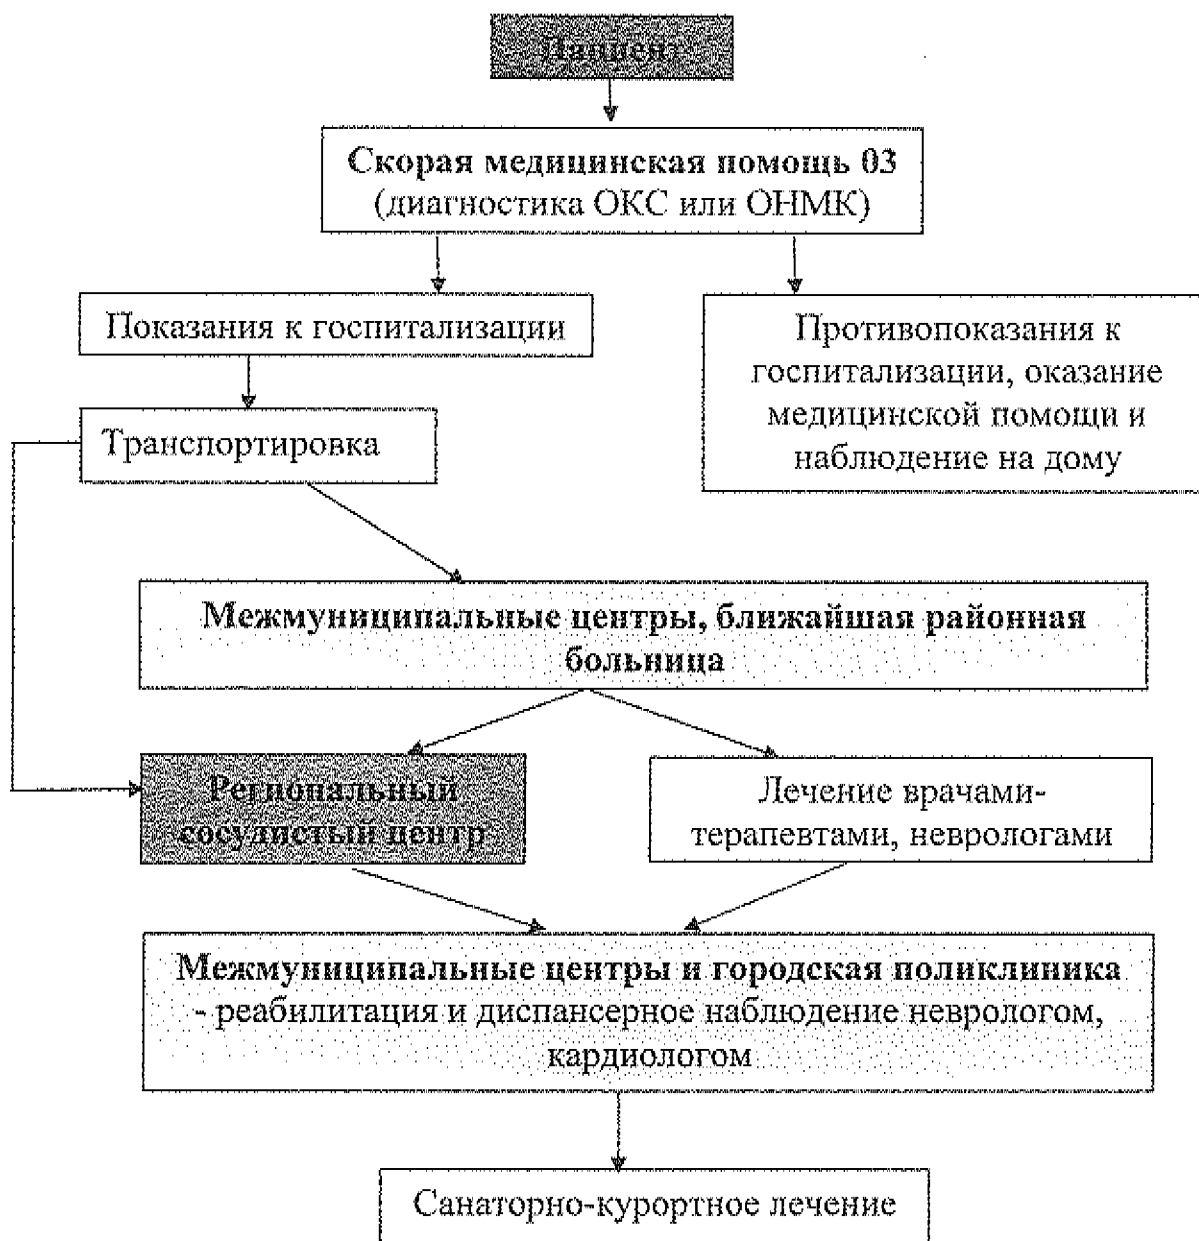 Пациент
Скорая медицинская помощь 03
(диагностика ОКС или ОНМК)
Показания к госпитализации
Противопоказания к
госпитализации, оказание
медицинской помощи и
наблюдение на дому
Транспортировка
Межмуниципальные центры, ближайшая районная
больница
Региональный
сосудистый центр
Лечение врачами-
терапевтами, неврологами
Межмуниципальные центры и городская поликлиника
- реабилитация и диспансерное наблюдение неврологом,
кардиологом
Санаторно-курортное лечение